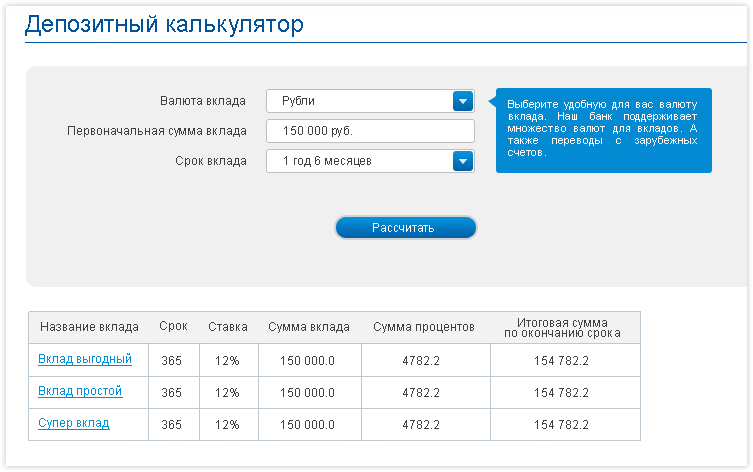 Депозитный калькулятор
Валюта вклада
Рубли
Выберите удобную для вас валюту
вклада. Наш банк поддерживает
множество валют для вкладов. А
также переводы с зарубежных
счетов.
Первоначальная сумма вклада
150 000 руб.
Срок вклада
1 год 6 месяцев
Рассчитать
Название вклада Срок Ставка Сумма вклада Сумма процентов Итоговая сумма
по окончанию срока
Вклад выгодный 365 12% 150 000.0 4782.2 154 782.2
Вклад простой 365 12% 150 000.0 4782.2 154 782.2
Супер вклад 365 12% 150 000.0 4782.2 154 782.2